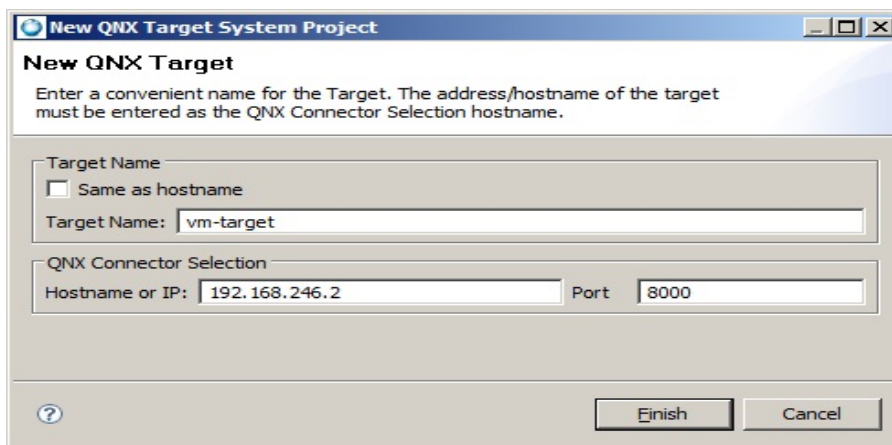 New QNX Target System Project
New QNX Target
Enter a convenient name for the Target. The address/hostname of the target
must be entered as the QNX Connector Selection hostname.
Target Name
Same as hostname
Target Name: vm-target
QNX Connector Selection
Hostname or IP: 192.168.246.2 Port 8000
? Finish Cancel